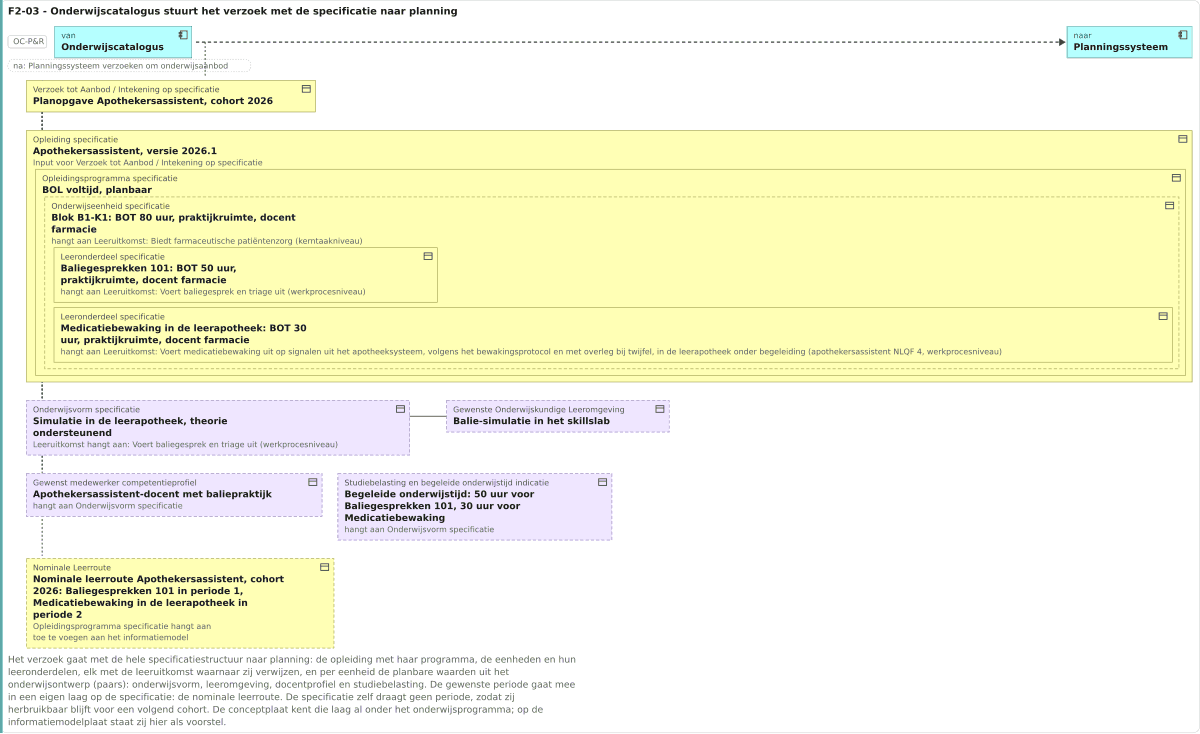 F2-03 - Onderwijscatalogus stuurt het verzoek met de specificatie naar planning
OC-P&R
van
Onderwijscatalogus
naar
Planningssysteem
na: Planningssysteem verzoeken om onderwijsaanbod
Verzoek tot Aanbod / Intekening op specificatie
Planopgave Apothekersassistent, cohort 2026
Opleiding specificatie
Apothekersassistent, versie 2026.1
Input voor Verzoek tot Aanbod / Intekening op specificatie
Opleidingsprogramma specificatie
BOL voltijd, planbaar
Onderwijseenheid specificatie
Blok B1-K1: BOT 80 uur, praktijkruimte, docent
farmacie
hangt aan Leeruitkomst: Biedt farmaceutische patiëntenzorg (kerntaakniveau)
Leeronderdeel specificatie
Baliegesprekken 101: BOT 50 uur,
praktijkruimte, docent farmacie
hangt aan Leeruitkomst: Voert baliegesprek en triage uit (werkprocesniveau)
Leeronderdeel specificatie
Medicatiebewaking in de leerapotheek: BOT 30
uur, praktijkruimte, docent farmacie
hangt aan Leeruitkomst: Voert medicatiebewaking uit op signalen uit het apotheeksysteem, volgens het bewakingsprotocol en met overleg bij twijfel, in de leerapotheek onder begeleiding (apothekersassistent NLQF 4, werkprocesniveau)
Onderwijsvorm specificatie
Simulatie in de leerapotheek, theorie
ondersteunend
Leeruitkomst hangt aan: Voert baliegesprek en triage uit (werkprocesniveau)
Gewenste Onderwijskundige Leeromgeving
Balie-simulatie in het skillslab
Gewenst medewerker competentieprofiel
Apothekersassistent-docent met baliepraktijk
hangt aan Onderwijsvorm specificatie
Studiebelasting en begeleide onderwijstijd indicatie
Begeleide onderwijstijd: 50 uur voor
Baliegesprekken 101, 30 uur voor
Medicatiebewaking
hangt aan Onderwijsvorm specificatie
Nominale Leerroute
Nominale leerroute Apothekersassistent, cohort
2026: Baliegesprekken 101 in periode 1,
Medicatiebewaking in de leerapotheek in
periode 2
Opleidingsprogramma specificatie hangt aan
toe te voegen aan het informatiemodel
Het verzoek gaat met de hele specificatiestructuur naar planning: de opleiding met haar programma, de eenheden en hun
leeronderdelen, elk met de leeruitkomst waarnaar zij verwijzen, en per eenheid de planbare waarden uit het
onderwijsontwerp (paars): onderwijsvorm, leeromgeving, docentprofiel en studiebelasting. De gewenste periode gaat mee
in een eigen laag op de specificatie: de nominale leerroute. De specificatie zelf draagt geen periode, zodat zij
herbruikbaar blijft voor een volgend cohort. De conceptplaat kent die laag al onder het onderwijsprogramma; op de
informatiemodelplaat staat zij hier als voorstel.